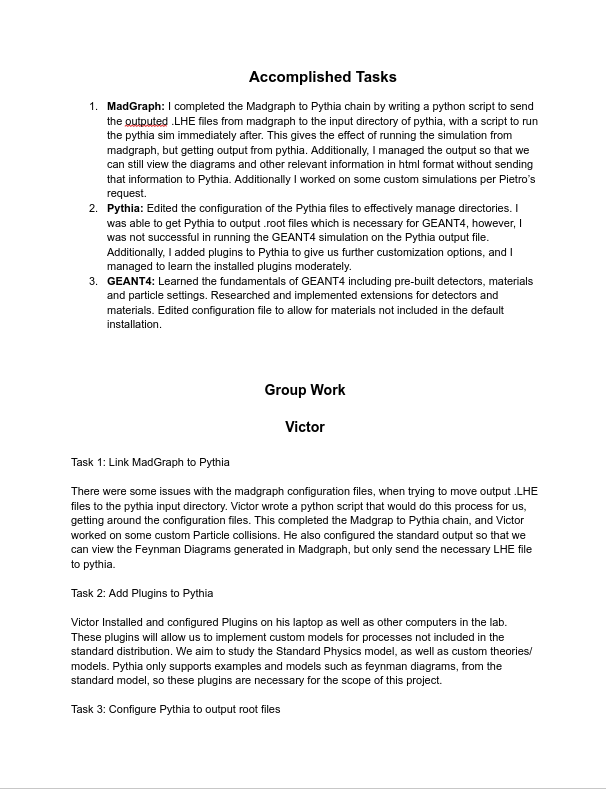 Accomplished Tasks
1. MadGraph: I completed the Madgraph to Pythia chain by writing a python script to send
the outputed .LHE files from madgraph to the input directory of pythia, with a script to run
the pythia sim immediately after. This gives the effect of running the simulation from
madgraph, but getting output from pythia. Additionally, I managed the output so that we
can still view the diagrams and other relevant information in html format without sending
that information to Pythia. Additionally I worked on some custom simulations per Pietro's
request.
2. Pythia: Edited the configuration of the Pythia files to effectively manage directories. I
was able to get Pythia to output .root files which is necessary for GEANT4, however, I
was not successful in running the GEANT4 simulation on the Pythia output file.
Additionally, I added plugins to Pythia to give us further customization options, and I
managed to learn the installed plugins moderately.
3. GEANT4: Learned the fundamentals of GEANT4 including pre-built detectors, materials
and particle settings. Researched and implemented extensions for detectors and
materials. Edited configuration file to allow for materials not included in the default
installation.
Group Work
Victor
Task 1: Link MadGraph to Pythia
There were some issues with the madgraph configuration files, when trying to move output .LHE
files to the pythia input directory. Victor wrote a python script that would do this process for us,
getting around the configuration files. This completed the Madgrap to Pythia chain, and Victor
worked on some custom Particle collisions. He also configured the standard output so that we
can view the Feynman Diagrams generated in Madgraph, but only send the necessary LHE file
to pythia.
Task 2: Add Plugins to Pythia
Victor Installed and configured Plugins on his laptop as well as other computers in the lab.
These plugins will allow us to implement custom models for processes not included in the
standard distribution. We aim to study the Standard Physics model, as well as custom theories/
models. Pythia only supports examples and models such as feynman diagrams, from the
standard model, so these plugins are necessary for the scope of this project.
Task 3: Configure Pythia to output root files